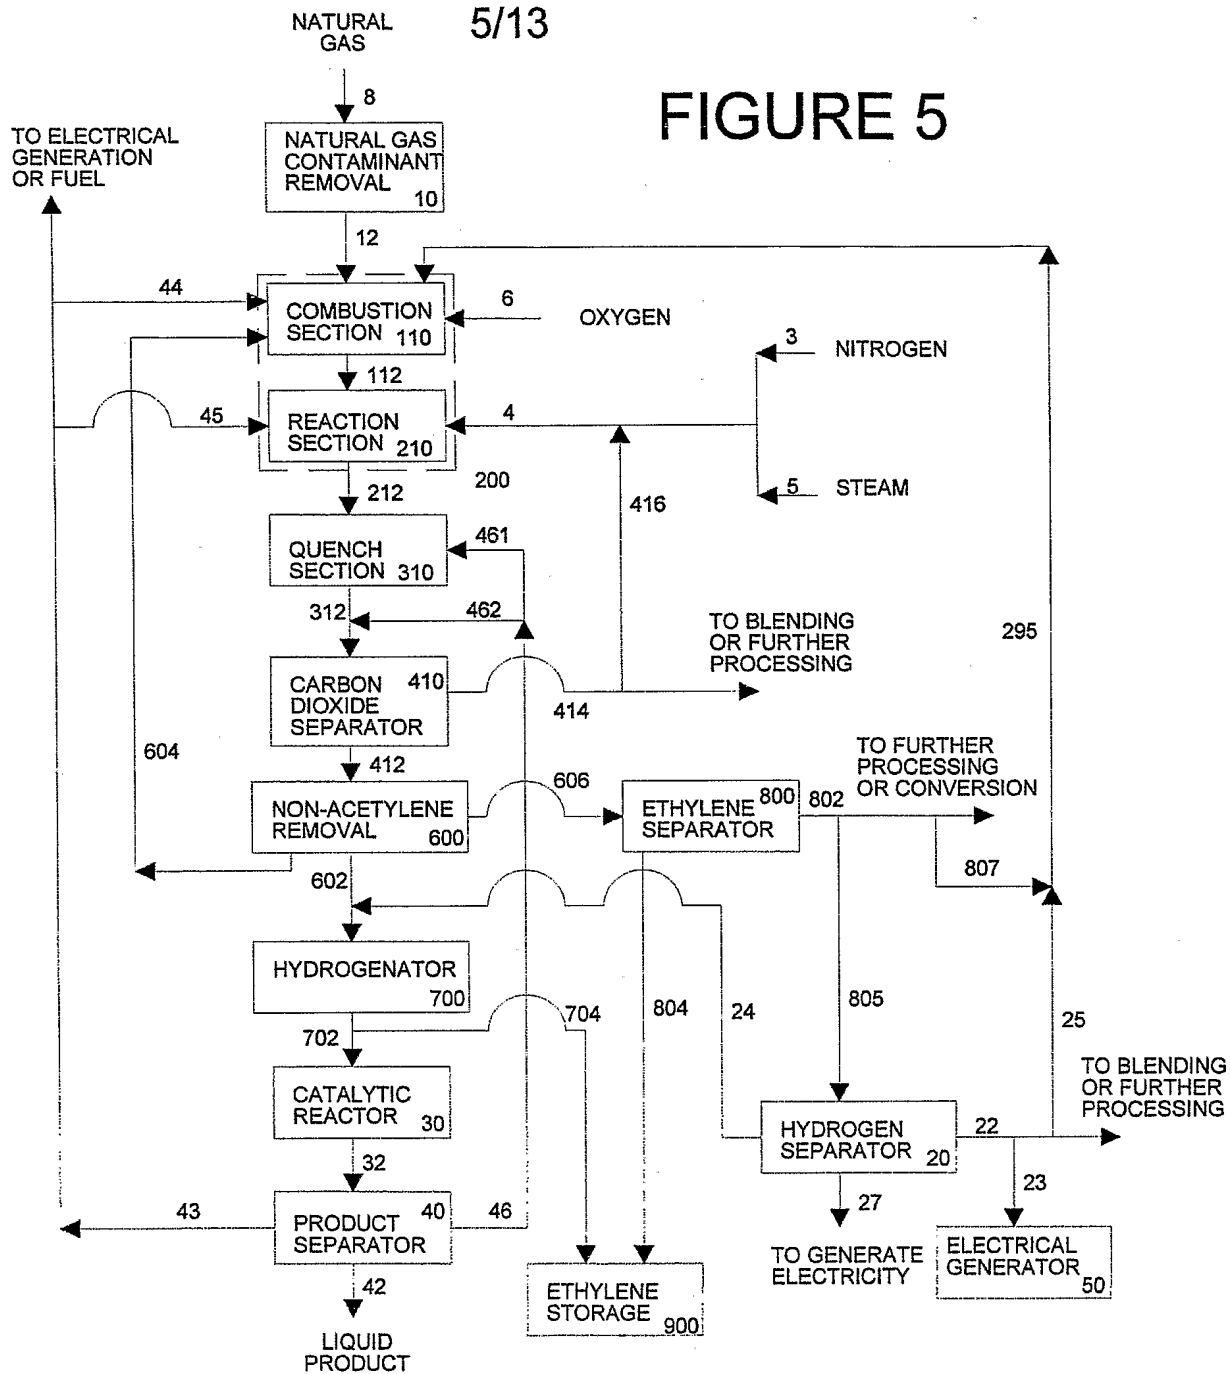 5/13
NATURAL
GAS
FIGURE 5
8
TO ELECTRICAL
GENERATION
OR FUEL
NATURAL GAS
CONTAMINANT
REMOVAL
10
12
44
COMBUSTION
SECTION
110
6
OXYGEN
3
NITROGEN
112
45
REACTION
SECTION
210
4
200
212
5
STEAM
416
461
QUENCH
SECTION
310
312
462
TO BLENDING
OR FURTHER
PROCESSING
295
CARBON
DIOXIDE
SEPARATOR
410
414
604
412
606
TO FURTHER
PROCESSING
OR CONVERSION
NON-ACETYLENE
REMOVAL
600
ETHYLENE
SEPARATOR
800
802
807
602
HYDROGENATOR
700
702
704
804
24
805
25
TO BLENDING
OR FURTHER
PROCESSING
CATALYTIC
REACTOR
30
HYDROGEN
SEPARATOR
20
22
32
23
27
43
PRODUCT
SEPARATOR
40
46
TO GENERATE
ELECTRICITY
ELECTRICAL
GENERATOR
50
42
ETHYLENE
STORAGE
900
LIQUID
PRODUCT